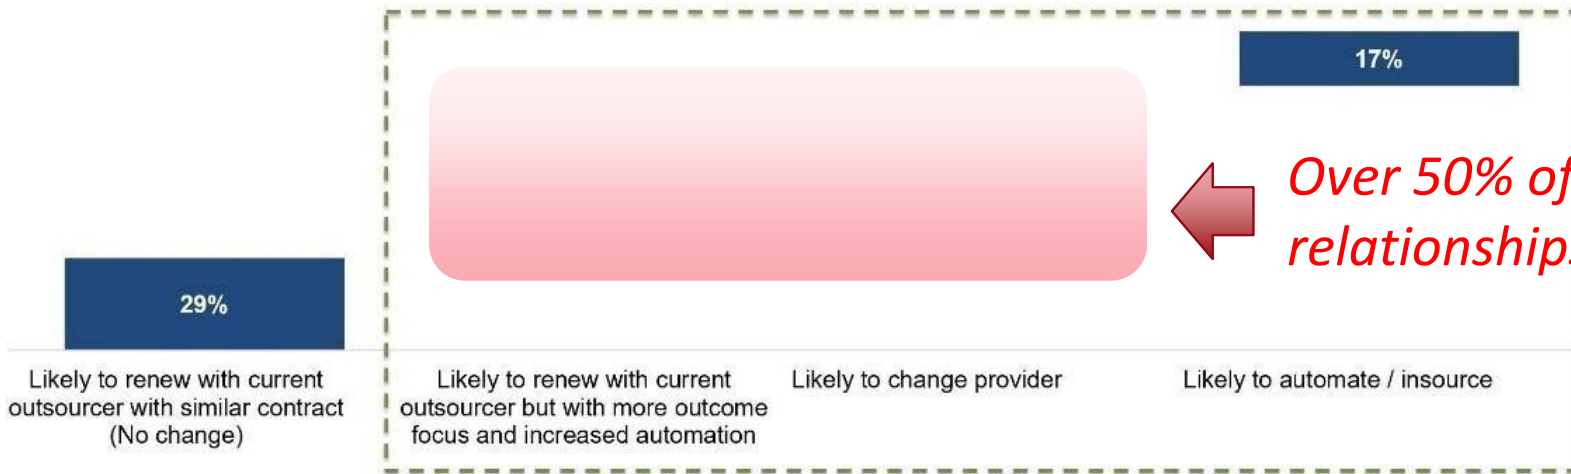 17%
Over 50% of
relationships
29%
Likely to renew with current
outsourcer with similar contract
(No change)
Likely to renew with current
outsourcer but with more outcome
focus and increased automation
Likely to change provider
Likely to automate / insource